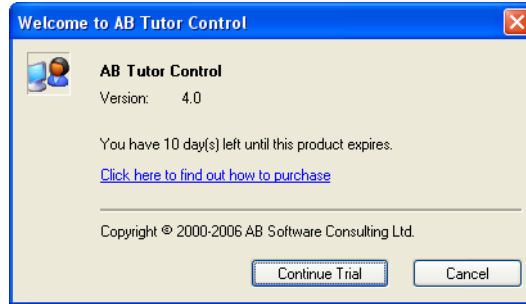 Welcome to AB Tutor Control
AB Tutor Control
Version: 4.0
You have 10 day(s) left until this product expires.
Click here to find out how to purchase
Copyright © 2000-2006 AB Software Consulting Ltd.
Continue Trial Cancel